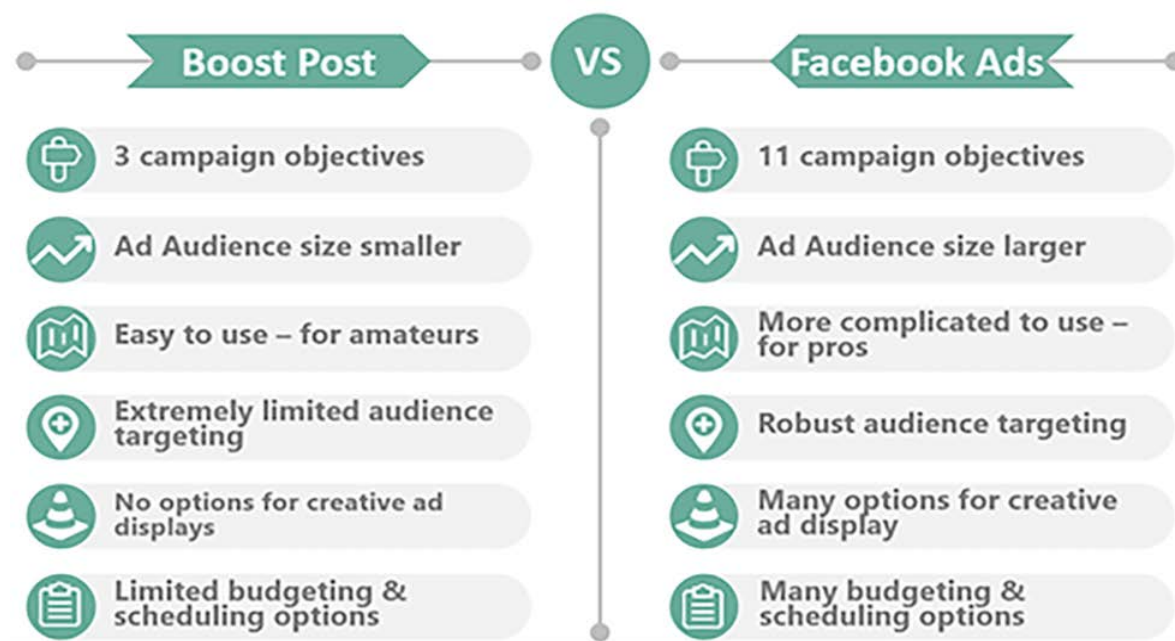 Boost Post
VS
Facebook Ads
3 campaign objectives
Ad Audience size smaller
Easy to use – for amateurs
Extremely limited audience
targeting
No options for creative ad
displays
Limited budgeting &
scheduling options
11 campaign objectives
Ad Audience size larger
More complicated to use –
for pros
Robust audience targeting
Many options for creative
ad display
Many budgeting &
scheduling options